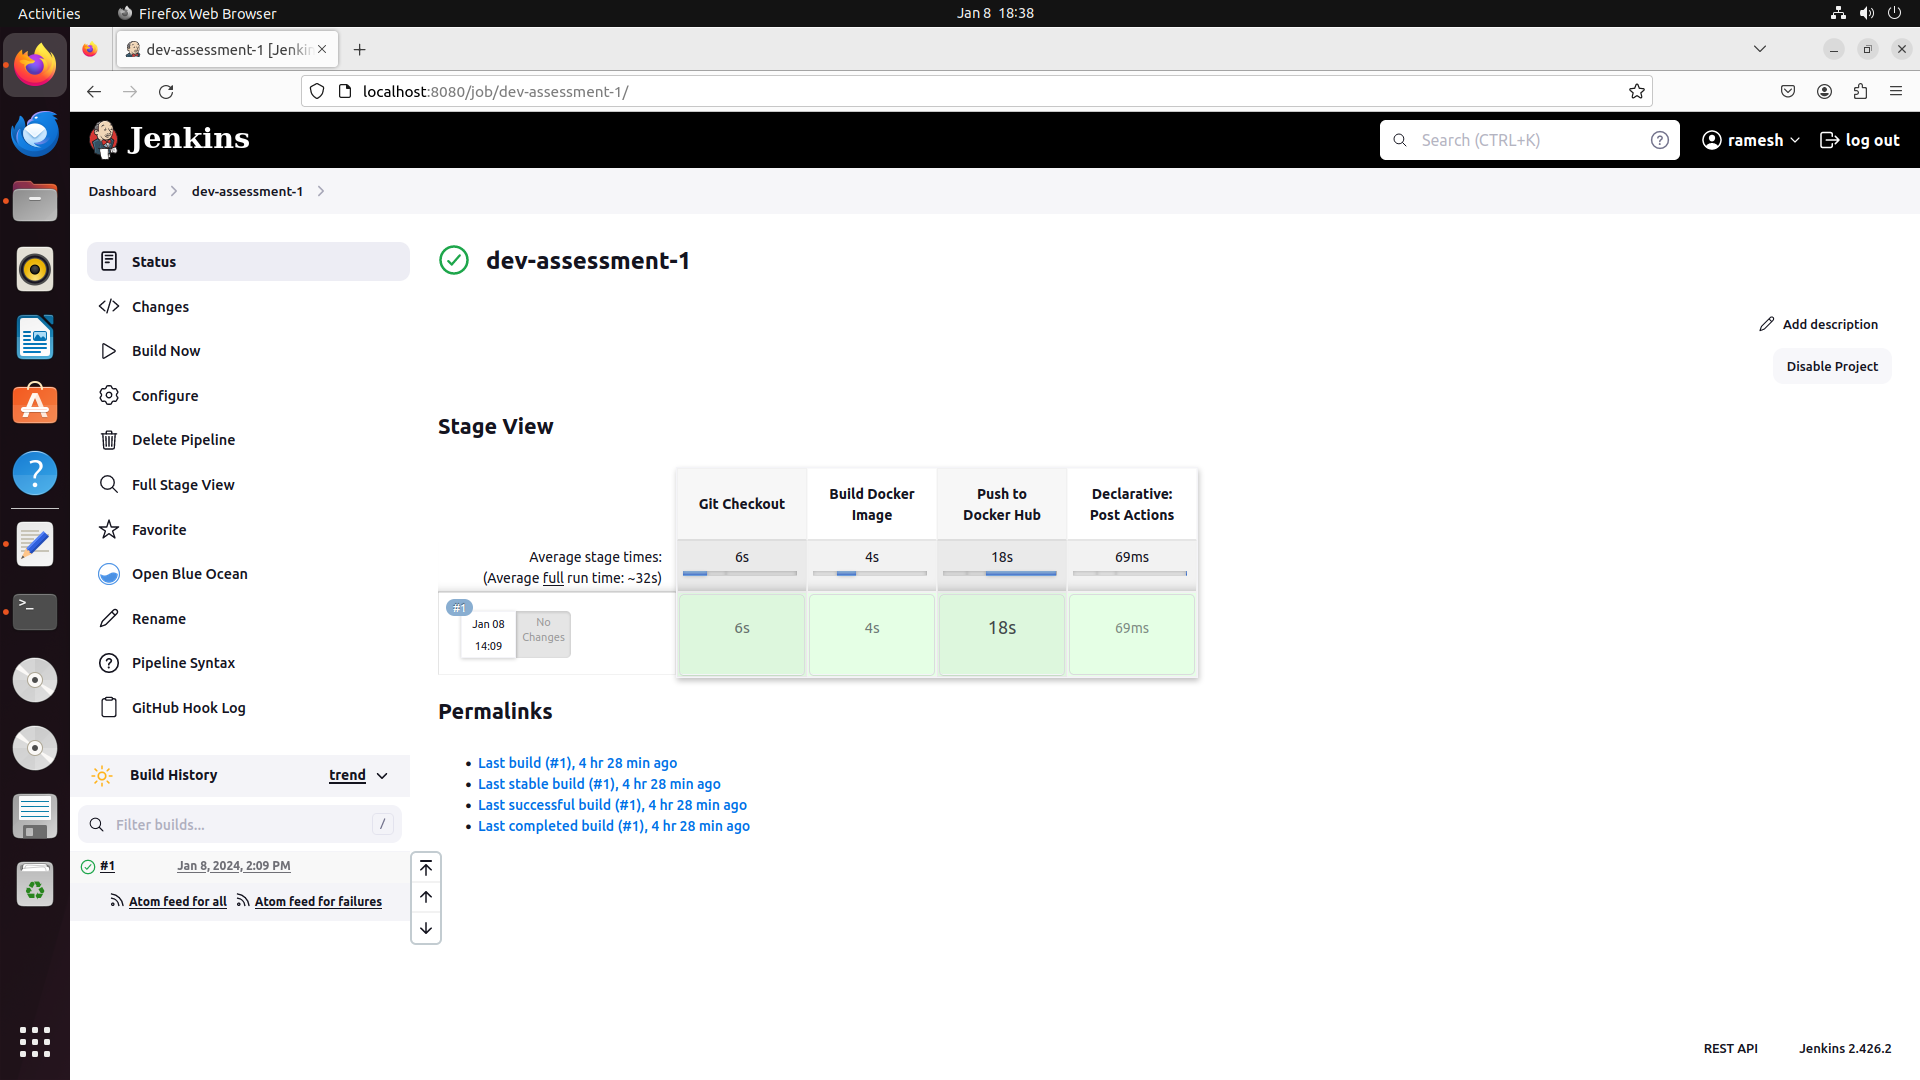 Activities
Firefox Web Browser
Jan 8 18:38
dev-assessment-1 [Jenkin
localhost:8080/job/dev-assessment-1/
Jenkins
Search (CTRL+K)
ramesh
log out
Dashboard
dev-assessment-1
Status
Changes
Build Now
Configure
Delete Pipeline
Full Stage View
Favorite
Open Blue Ocean
Rename
Pipeline Syntax
GitHub Hook Log
Build History
trend
Filter builds...
/
#1
Jan 8, 2024, 2:09 PM
Atom feed for all
Atom feed for failures
dev-assessment-1
Add description
Disable Project
Stage View
Git Checkout
Build Docker
Image
Push to
Docker Hub
Declarative:
Post Actions
Average stage times:
(Average full run time: ~32s)
6s
4s
18s
69ms
#1
Jan 08
14:09
No
Changes
6s
4s
18s
69ms
Permalinks
Last build (#1), 4 hr 28 min ago
Last stable build (#1), 4 hr 28 min ago
Last successful build (#1), 4 hr 28 min ago
Last completed build (#1), 4 hr 28 min ago
REST API
Jenkins 2.426.2